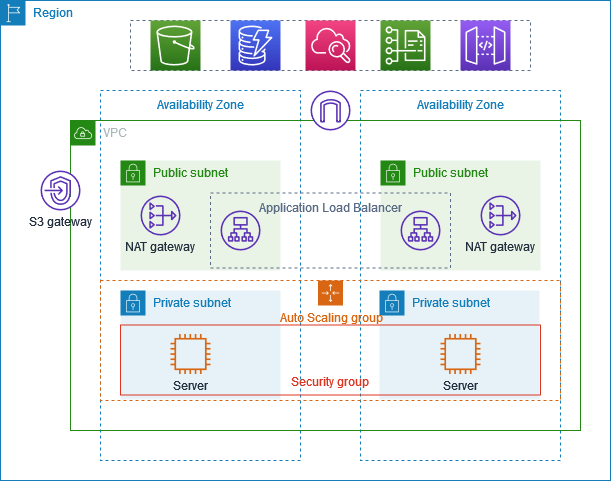 Region
Availability Zone
Availability Zone
VPC
Public subnet
Public subnet
Application Load Balancer
S3 gateway
NAT gateway
NAT gateway
Private subnet
Private subnet
Auto Scaling group
Server
Security group
Server